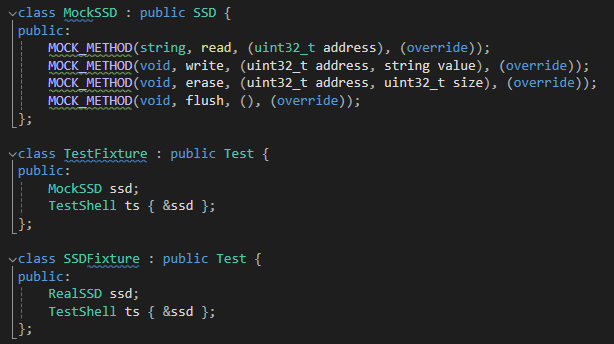 class MockSSD : public SSD {
public:
    MOCK_METHOD(string, read, (uint32_t address), (override));
    MOCK_METHOD(void, write, (uint32_t address, string value), (override));
    MOCK_METHOD(void, erase, (uint32_t address, uint32_t size), (override));
    MOCK_METHOD(void, flush, (), (override));
};
class TestFixture : public Test {
public:
    MockSSD ssd;
    TestShell ts { &ssd };
};
class SSDFixture : public Test {
public:
    RealSSD ssd;
    TestShell ts { &ssd };
};